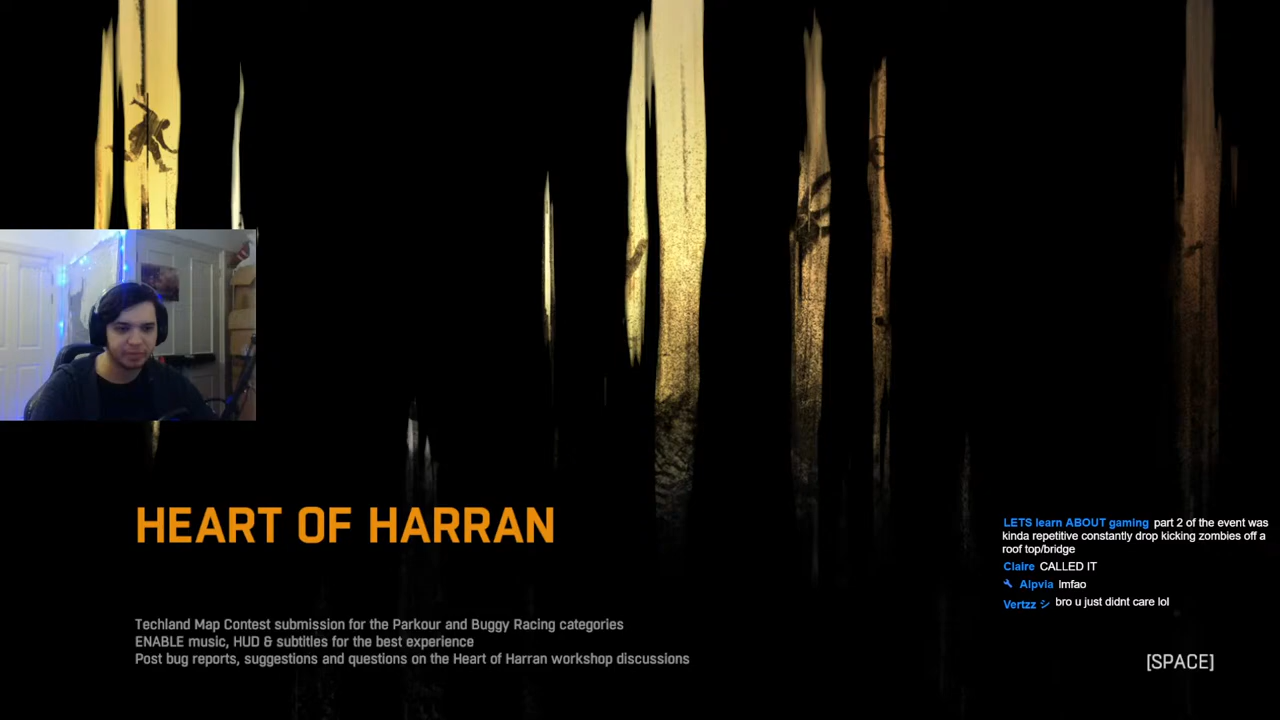 HEART OF HARRAN
Techland Map Contest submission for the Parkour and Buggy Racing categories
ENABLE music, HUD & subtitles for the best experience
Post bug reports, suggestions and questions on the Heart of Harran workshop discussions
LETS learn ABOUT gaming part 2 of the event was
kinda repetitive constantly drop kicking zombies off a
roof top/bridge
Claire CALLED IT
Alpvia lmfao
Vertzz シ bro u just didnt care lol
[SPACE]